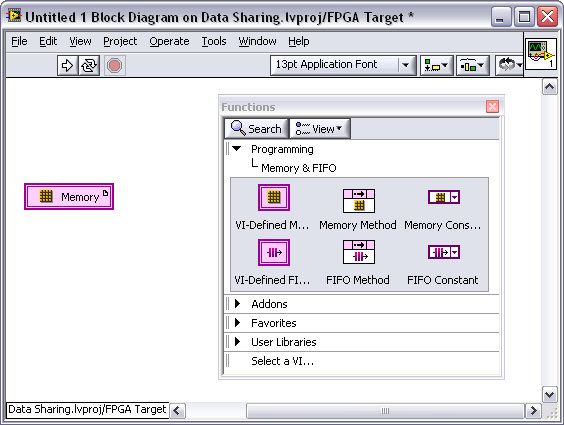 Untitled 1 Block Diagram on Data Sharing.lvproj/FPGA Target *
File Edit View Project Operate Tools Window Help
13pt Application Font
1
Functions
Search View
Programming
Memory & FIFO
Memory
VI-Defined M... Memory Method Memory Cons...
VI-Defined FI... FIFO Method FIFO Constant
Addons
Favorites
User Libraries
Select a VI...
Data Sharing.lvproj/FPGA Target